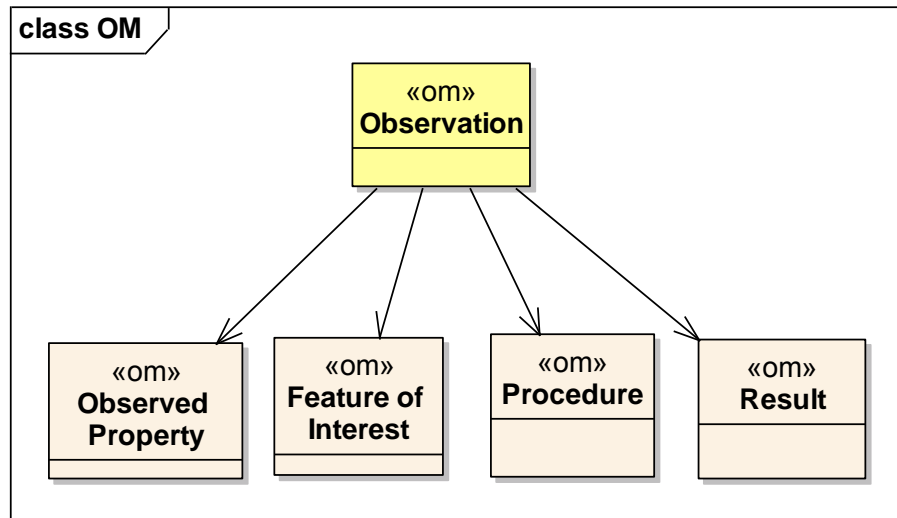 class OM
«om»
Observation
«om»
Observed
Property
«om»
Feature of
Interest
«om»
Procedure
«om»
Result